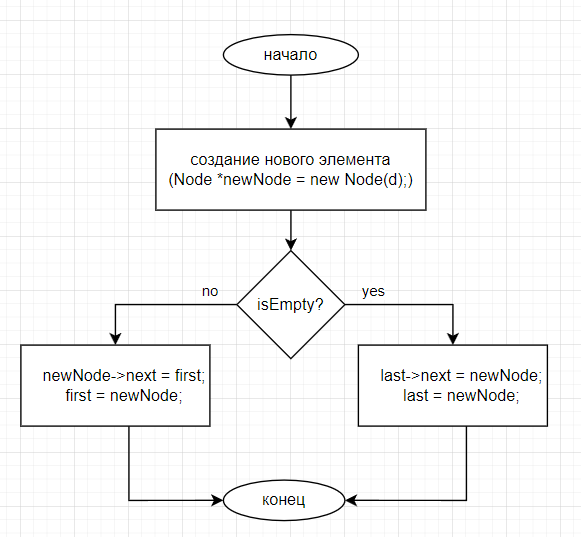 начало
создание нового элемента
(Node *newNode = new Node(d);)
isEmpty?
no
yes
newNode->next = first;
first = newNode;
last->next = newNode;
last = newNode;
конец